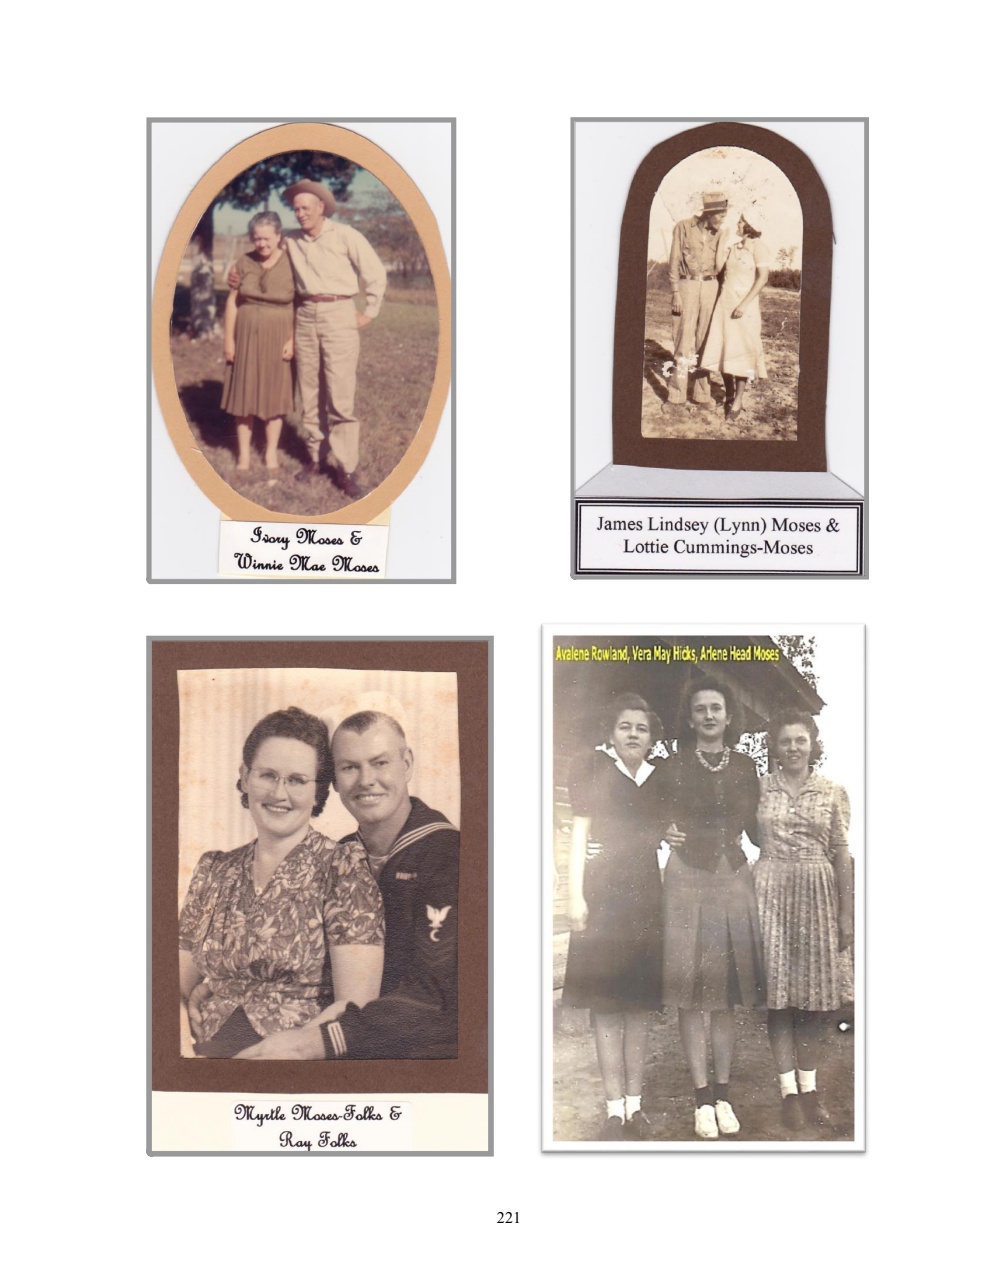 Ivory Moses &
Winnie Mae Moses
James Lindsey (Lynn) Moses &
Lottie Cummings-Moses
Avalene Rowland, Vera May Hicks, Arlene Head Moses
Myrtle Moses-Folks &
Ray Folks
221